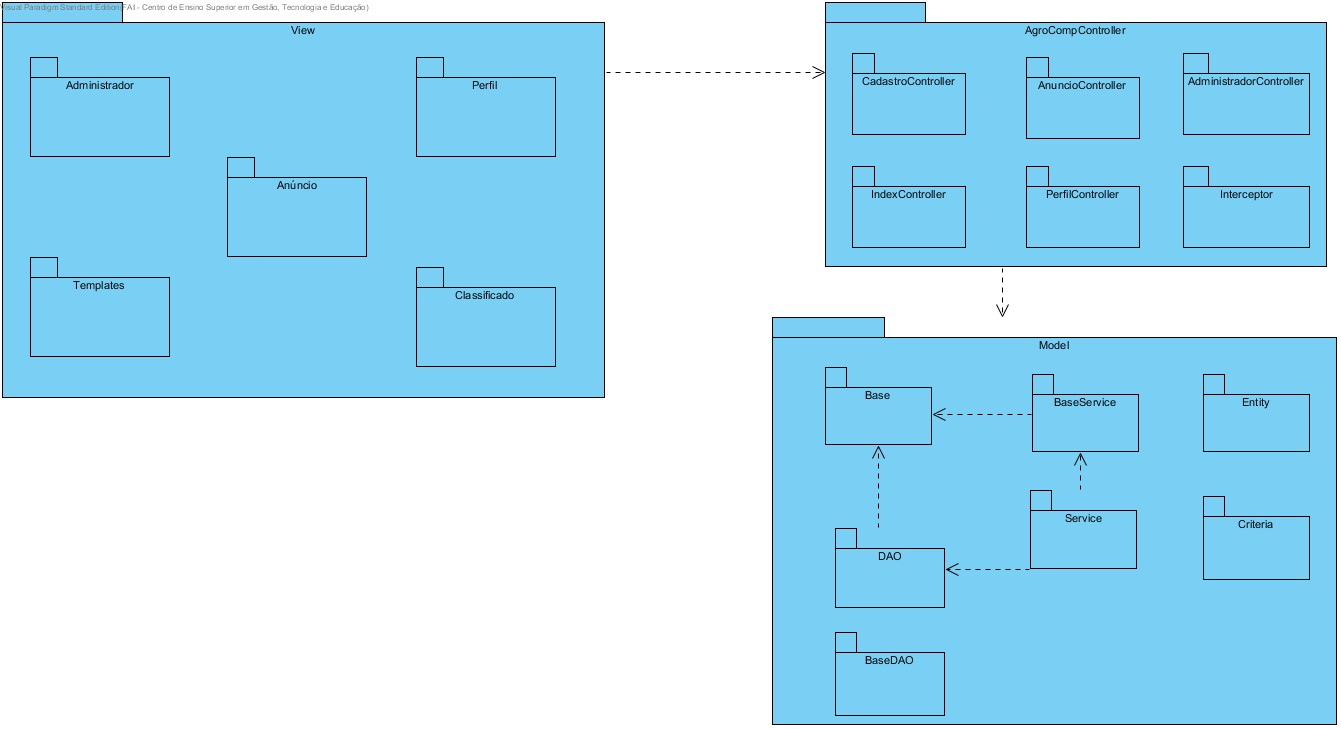 Visual Paradigm Standard Edition(FAI - Centro de Ensino Superior em Gestão, Tecnologia e Educação)
View
Administrador
Perfil
Anúncio
Templates
Classificado
AgroCompController
CadastroController
AnuncioController
AdministradorController
IndexController
PerfilController
Interceptor
Model
Base
BaseService
Entity
Service
Criteria
DAO
BaseDAO